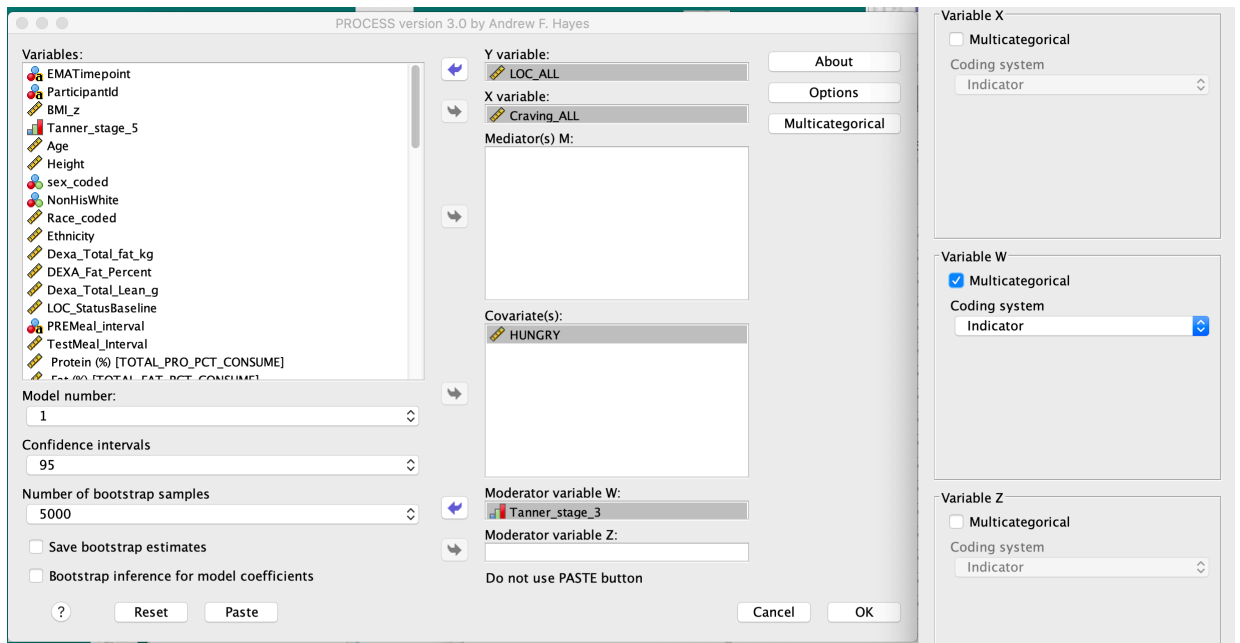 PROCESS version 3.0 by Andrew F. Hayes
Variables:
EMATimepoint
ParticipantId
BMI_z
Tanner_stage_5
Age
Height
sex_coded
NonHisWhite
Race_coded
Ethnicity
Dexa_Total_fat_kg
DEXA_Fat_Percent
Dexa_Total_Lean_g
LOC_StatusBaseline
PREMeal_interval
TestMeal_Interval
Protein (%) [TOTAL_PRO_PCT_CONSUME]
Fat (%) [TOTAL_FAT_PCT_CONSUME]
Model number:
1
Confidence intervals
95
Number of bootstrap samples
5000
Save bootstrap estimates
Bootstrap inference for model coefficients
?
Reset
Paste
Y variable:
LOC_ALL
X variable:
Craving_ALL
Mediator(s) M:
Covariate(s):
HUNGRY
Moderator variable W:
Tanner_stage_3
Moderator variable Z:
Do not use PASTE button
Cancel
OK
About
Options
Multicategorical
Variable X
Multicategorical
Coding system
Indicator
Variable W
Multicategorical
Coding system
Indicator
Variable Z
Multicategorical
Coding system
Indicator